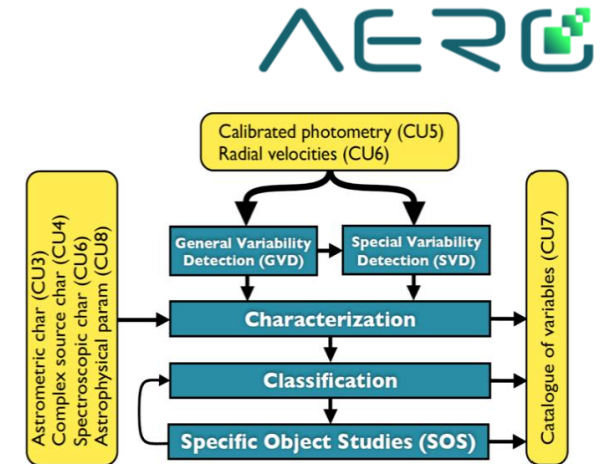 AERO
Calibrated photometry (CU5)
Radial velocities (CU6)
Astrometric char (CU3)
Complex source char (CU4)
Spectroscopic char (CU6)
Astrophysical param (CU8)
General Variability
Detection (GVD)
Special Variability
Detection (SVD)
Characterization
Classification
Specific Object Studies (SOS)
Catalogue of variables (CU7)